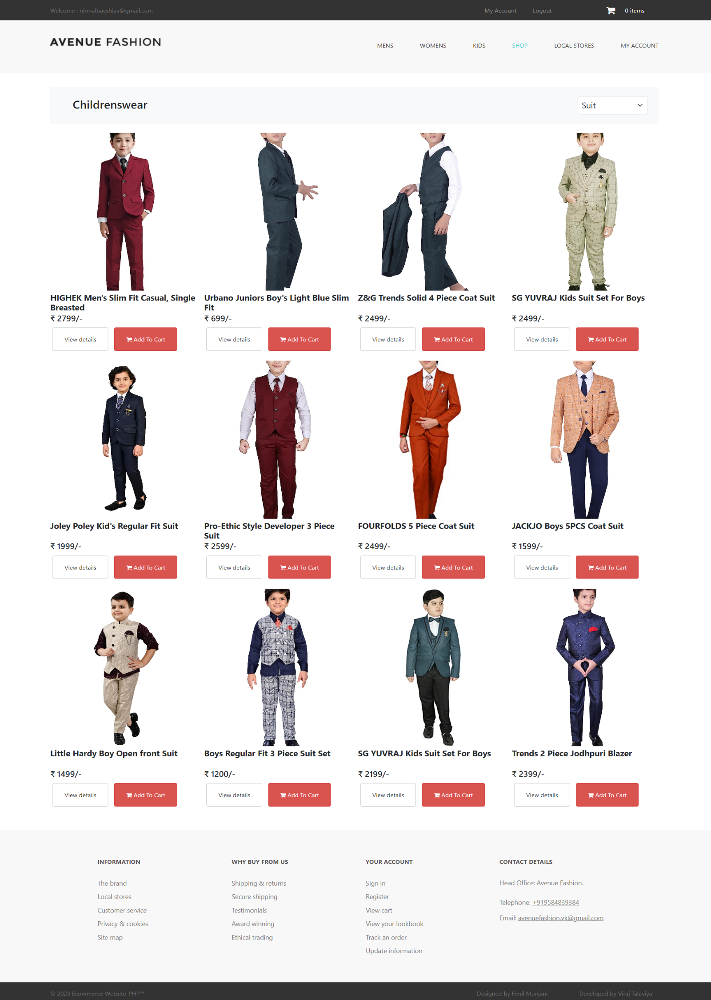 Welcome : nirmalbavshiya@gmail.com
My Account
Logout
0 items
AVENUE FASHION
MENS
WOMENS
KIDS
SHOP
LOCAL STORES
MY ACCOUNT
Childrenswear
Suit
HIGHEK Men's Slim Fit Casual, Single
Breasted
₹ 2799/-
View details
Add To Cart
Urbano Juniors Boy's Light Blue Slim
Fit
₹ 699/-
View details
Add To Cart
Z&G Trends Solid 4 Piece Coat Suit
₹ 2499/-
View details
Add To Cart
SG YUVRAJ Kids Suit Set For Boys
₹ 2499/-
View details
Add To Cart
Joley Poley Kid's Regular Fit Suit
₹ 1999/-
View details
Add To Cart
Pro-Ethic Style Developer 3 Piece
Suit
₹ 2599/-
View details
Add To Cart
FOURFOLDS 5 Piece Coat Suit
₹ 2499/-
View details
Add To Cart
JACKJO Boys 5PCS Coat Suit
₹ 1599/-
View details
Add To Cart
Little Hardy Boy Open front Suit
₹ 1499/-
View details
Add To Cart
Boys Regular Fit 3 Piece Suit Set
₹ 1200/-
View details
Add To Cart
SG YUVRAJ Kids Suit Set For Boys
₹ 2199/-
View details
Add To Cart
Trends 2 Piece Jodhpuri Blazer
₹ 2399/-
View details
Add To Cart
INFORMATION
The brand
Local stores
Customer service
Privacy & cookies
Site map
WHY BUY FROM US
Shipping & returns
Secure shipping
Testimonials
Award winning
Ethical trading
YOUR ACCOUNT
Sign in
Register
View cart
View your lookbook
Track an order
Update information
CONTACT DETAILS
Head Office: Avenue Fashion.
Telephone: +919584839384
Email: avenuefashion.vk@gmail.com
© 2023 Ecommerce Website-PHP™
Designed by Fenil Munjani
Developed by Viraj Talaviya